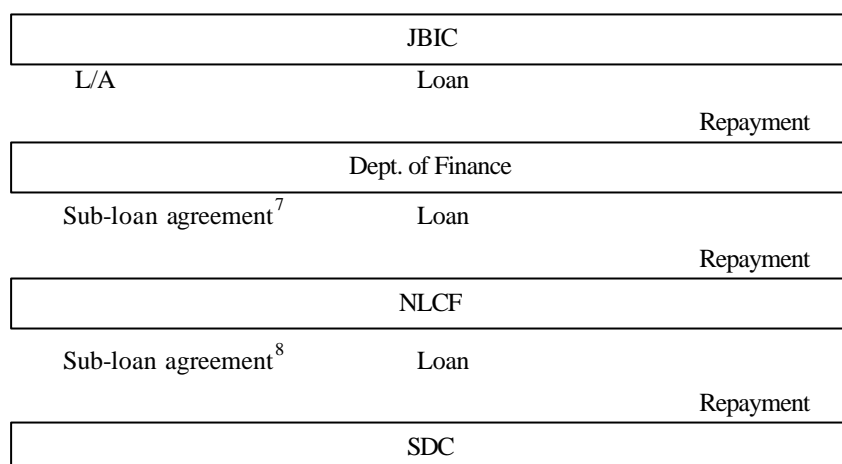 JBIC
L/A Loan
Repayment
Dept. of Finance
Sub-loan agreement7 Loan
Repayment
NLCF
Sub-loan agreement8 Loan
Repayment
SDC